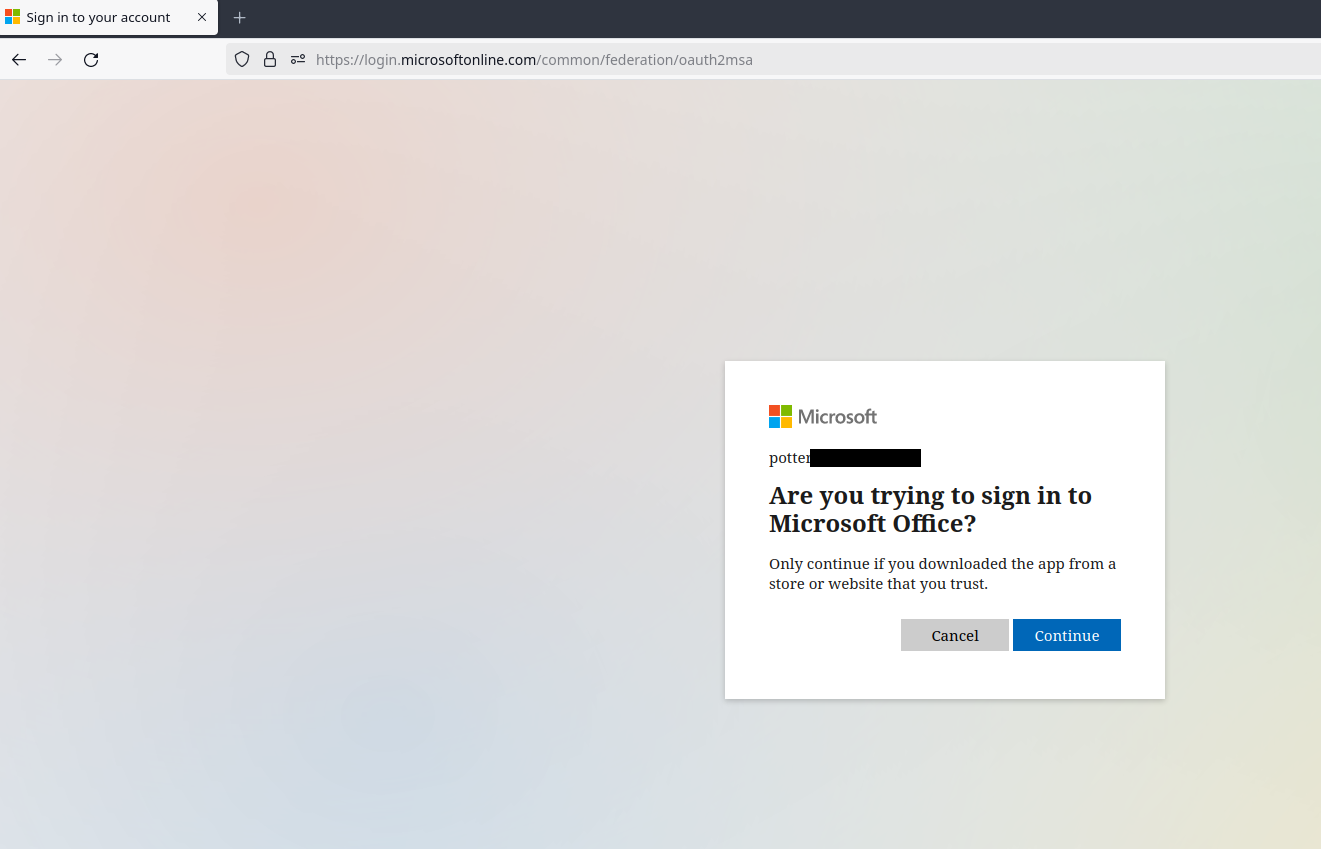 Sign in to your account
https://login.microsoftonline.com/common/federation/oauth2msa
Microsoft
potter
Are you trying to sign in to
Microsoft Office?
Only continue if you downloaded the app from a
store or website that you trust.
Cancel Continue